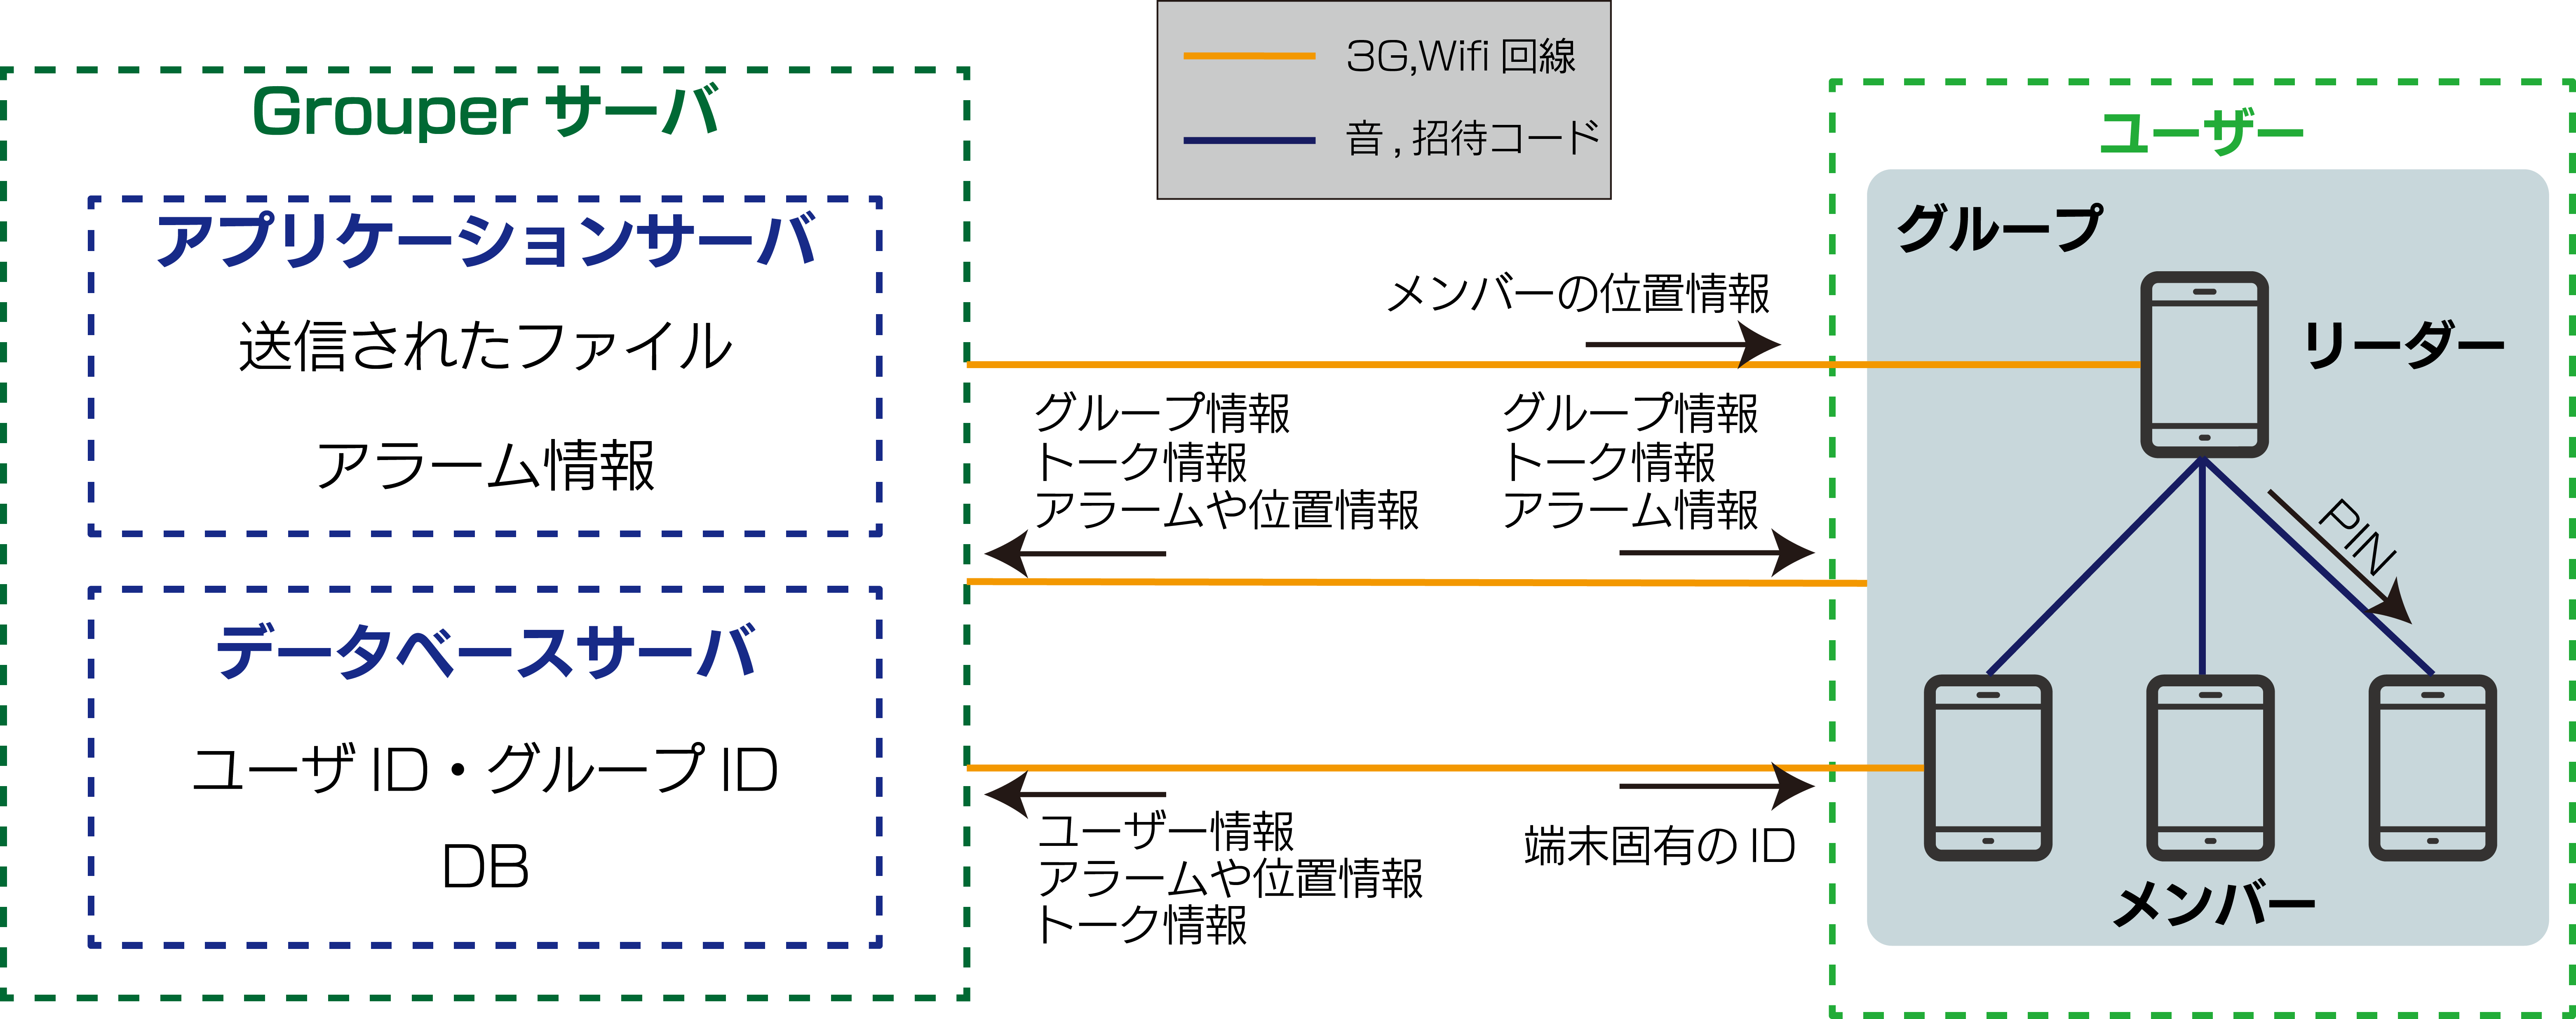 3G,Wifi 回線
音 , 招待コード
Grouper サーバ
アプリケーションサーバ
送信されたファイル
アラーム情報
データベースサーバ
ユーザ ID・グループ ID
DB
メンバーの位置情報
グループ情報
トーク情報
アラームや位置情報
グループ情報
トーク情報
アラーム情報
ユーザー情報
アラームや位置情報
トーク情報
端末固有の ID
ユーザー
グループ
リーダー
PIN
メンバー